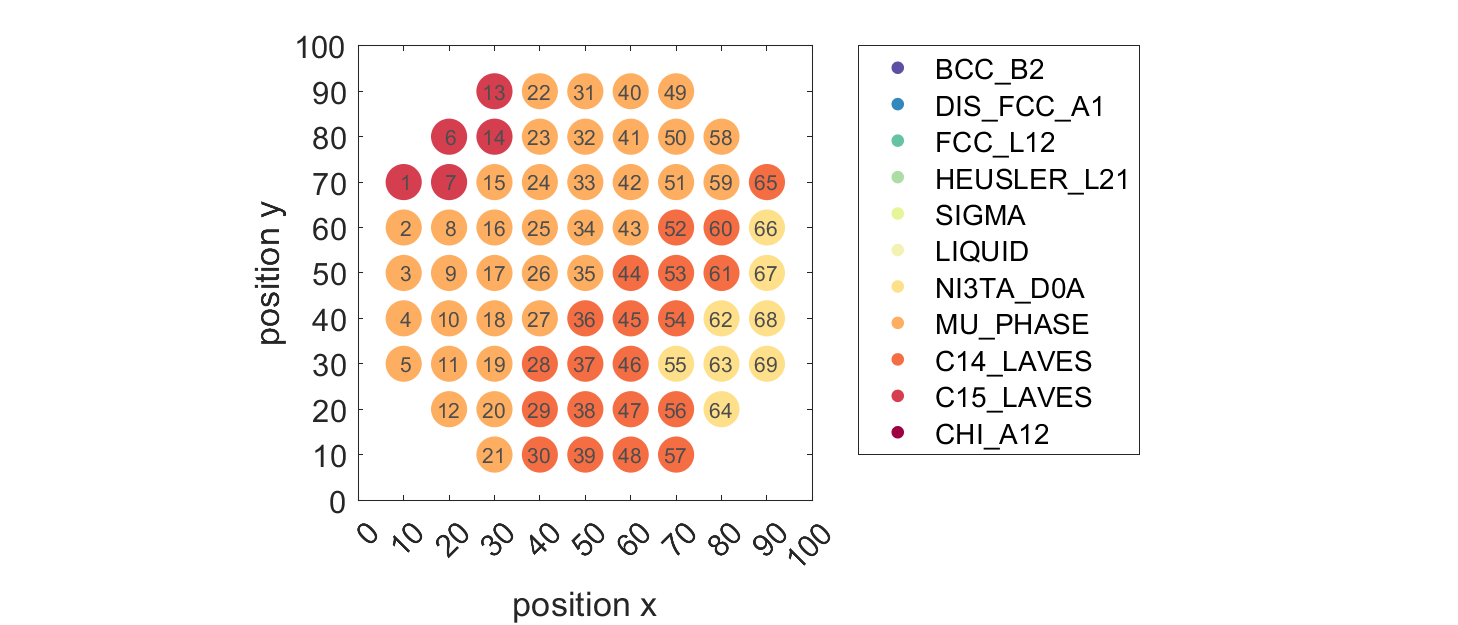 100
90
80
70
60
50
40
30
20
10
0
position y
13 22 31 40 49
6 14 23 32 41 50 58
1 7 15 24 33 42 51 59 65
2 8 16 25 34 43 52 60 66
3 9 17 26 35 44 53 61 67
4 10 18 27 36 45 54 62 68
5 11 19 28 37 46 55 63 69
12 20 29 38 47 56 64
21 30 39 48 57
0 10 20 30 40 50 60 70 80 90 100
position x
BCC_B2
DIS_FCC_A1
FCC_L12
HEUSLER_L21
SIGMA
LIQUID
NI3TA_D0A
MU_PHASE
C14_LAVES
C15_LAVES
CHI_A12